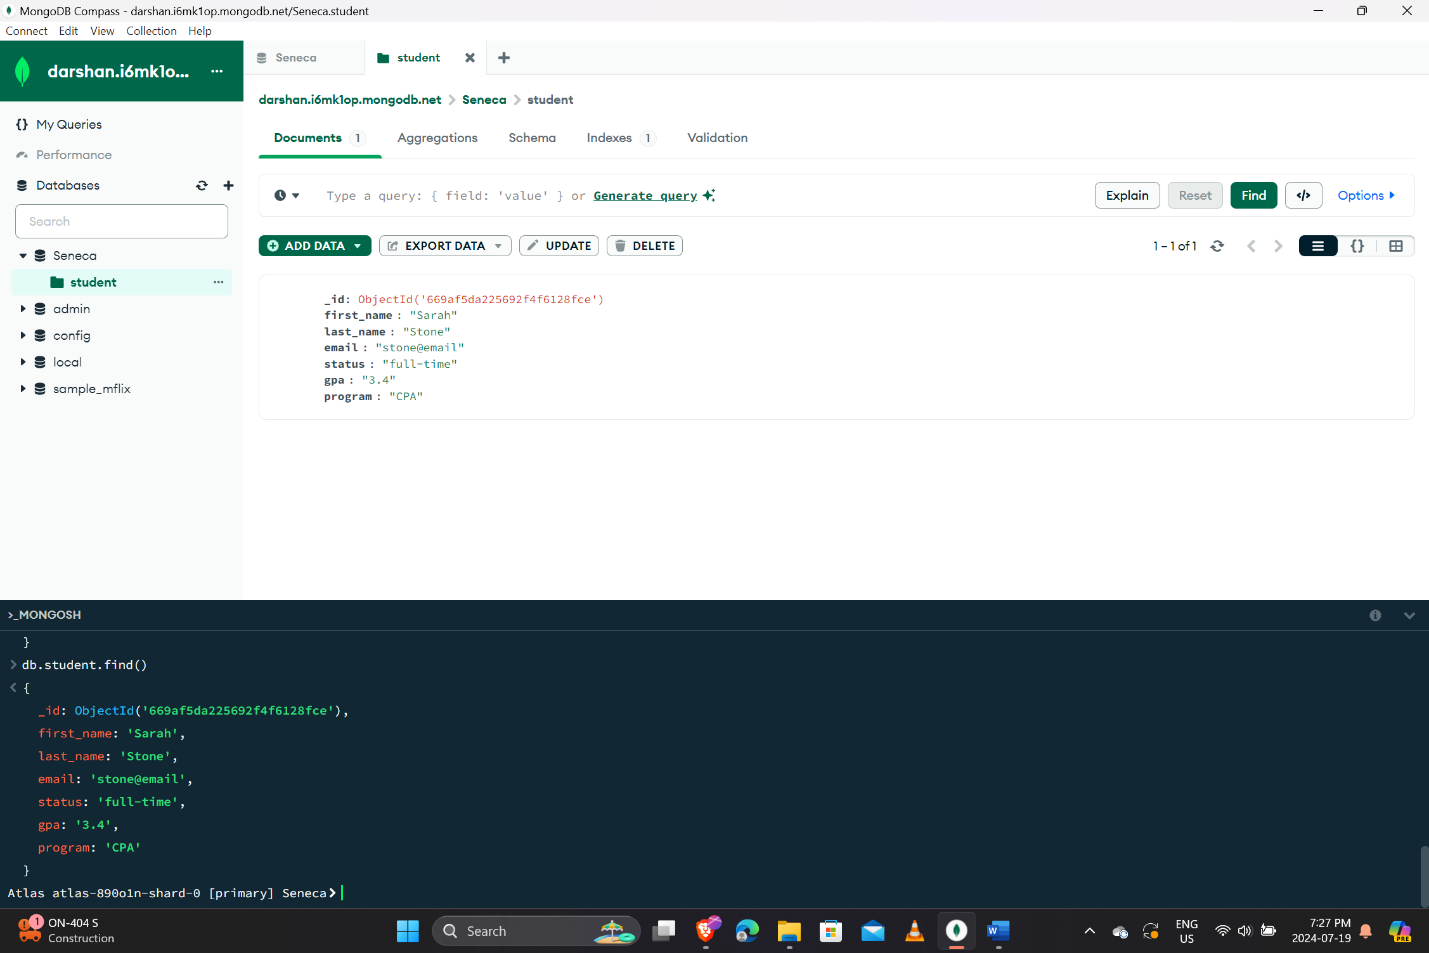 MongoDB Compass - darshan.i6mk1op.mongodb.net/Seneca.student
Connect Edit View Collection Help
darshan.i6mk1o... ...
Seneca
student
{} My Queries
Performance
Databases
Search
Seneca
student ...
admin
config
local
sample_mflix
darshan.i6mk1op.mongodb.net > Seneca > student
Documents 1 Aggregations Schema Indexes 1 Validation
Type a query: { field: 'value' } or Generate query
Explain Reset Find </> Options
ADD DATA EXPORT DATA UPDATE DELETE
1 – 1 of 1
{}
_id: ObjectId('669af5da225692f4f6128fce')
first_name : "Sarah"
last_name : "Stone"
email : "stone@email"
status : "full-time"
gpa : "3.4"
program : "CPA"
>_MONGOSH
}
> db.student.find()
< {
_id: ObjectId('669af5da225692f4f6128fce'),
first_name: 'Sarah',
last_name: 'Stone',
email: 'stone@email',
status: 'full-time',
gpa: '3.4',
program: 'CPA'
}
Atlas atlas-890o1n-shard-0 [primary] Seneca>
1
ON-404 S
Construction
Search
W
ENG
US
7:27 PM
2024-07-19
PRE